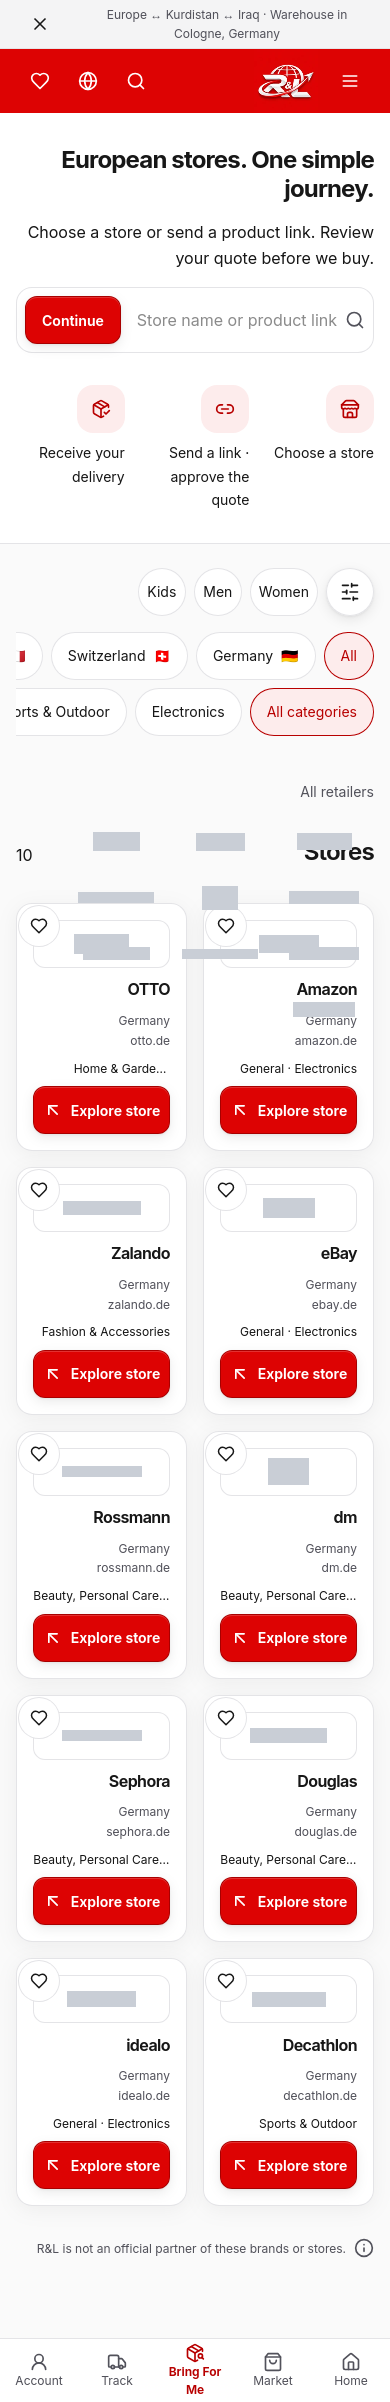 Europe ↔ Kurdistan ↔ Iraq · Warehouse in
Cologne, Germany
R&L
European stores. One simple
journey.
Choose a store or send a product link. Review
your quote before we buy.
Continue
Store name or product link
Receive your
delivery
Send a link ·
approve the
quote
Choose a store
Kids
Men
Women
Switzerland
Germany
All
orts & Outdoor
Electronics
All categories
All retailers
10
Stores
OTTO
Germany
otto.de
Home & Garde...
Explore store
Amazon
Germany
amazon.de
General · Electronics
Explore store
Zalando
Germany
zalando.de
Fashion & Accessories
Explore store
eBay
Germany
ebay.de
General · Electronics
Explore store
Rossmann
Germany
rossmann.de
Beauty, Personal Care...
Explore store
dm
Germany
dm.de
Beauty, Personal Care...
Explore store
Sephora
Germany
sephora.de
Beauty, Personal Care...
Explore store
Douglas
Germany
douglas.de
Beauty, Personal Care...
Explore store
idealo
Germany
idealo.de
General · Electronics
Explore store
Decathlon
Germany
decathlon.de
Sports & Outdoor
Explore store
R&L is not an official partner of these brands or stores.
Account
Track
Bring For
Me
Market
Home